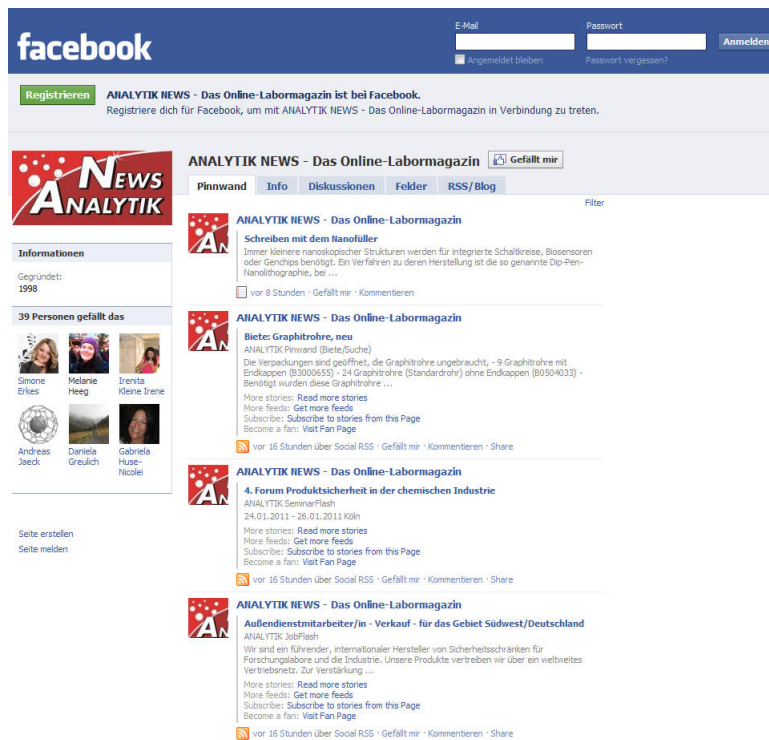 facebook
E-Mail
Passwort
Anmelden
Angemeldet bleiben
Passwort vergessen?
Registrieren
ANALYTIK NEWS - Das Online-Labormagazin ist bei Facebook.
Registriere dich für Facebook, um mit ANALYTIK NEWS - Das Online-Labormagazin in Verbindung zu treten.
NEWS
ANALYTIK
ANALYTIK NEWS - Das Online-Labormagazin
Gefällt mir
Pinnwand Info Diskussionen Felder RSS/Blog
Filter
Informationen
Gegründet:
1998
39 Personen gefällt das
Simone
Erkes
Melanie
Heeg
Irenita
Kleine Irene
Andreas
Jaeck
Daniela
Greulich
Gabriela
Huse-
Nicolei
Seite erstellen
Seite melden
AN
ANALYTIK NEWS - Das Online-Labormagazin
Schreiben mit dem Nanofüller
Immer kleinere nanoskopischer Strukturen werden für integrierte Schaltkreise, Biosensoren
oder Genchips benötigt. Ein Verfahren zu deren Herstellung ist die so genannte Dip-Pen-
Nanolithographie, bei ...
vor 8 Stunden · Gefällt mir · Kommentieren
AN
ANALYTIK NEWS - Das Online-Labormagazin
Biete: Graphitrohre, neu
ANALYTIK Pinwand (Biete/Suche)
Die Verpackungen sind geöffnet, die Graphitrohre ungebraucht, - 9 Graphitrohre mit
Endkappen (B3000655) - 24 Graphitrohre (Standardrohr) ohne Endkappen (B0504033) -
Benötigt wurden diese Graphitrohre ...
More stories: Read more stories
More feeds: Get more feeds
Subscribe: Subscribe to stories from this Page
Become a fan: Visit Fan Page
vor 16 Stunden über Social RSS · Gefällt mir · Kommentieren · Share
AN
ANALYTIK NEWS - Das Online-Labormagazin
4. Forum Produktsicherheit in der chemischen Industrie
ANALYTIK SeminarFlash
24.01.2011 - 26.01.2011 Köln
More stories: Read more stories
More feeds: Get more feeds
Subscribe: Subscribe to stories from this Page
Become a fan: Visit Fan Page
vor 16 Stunden über Social RSS · Gefällt mir · Kommentieren · Share
AN
ANALYTIK NEWS - Das Online-Labormagazin
Außendienstmitarbeiter/in - Verkauf - für das Gebiet Südwest/Deutschland
ANALYTIK JobFlash
Wir sind ein führender, internationaler Hersteller von Sicherheitsschränken für
Forschungslabore und die Industrie. Unsere Produkte vertreiben wir über ein weltweites
Vertriebsnetz. Zur Verstärkung ...
More stories: Read more stories
More feeds: Get more feeds
Subscribe: Subscribe to stories from this Page
Become a fan: Visit Fan Page
vor 16 Stunden über Social RSS · Gefällt mir · Kommentieren · Share